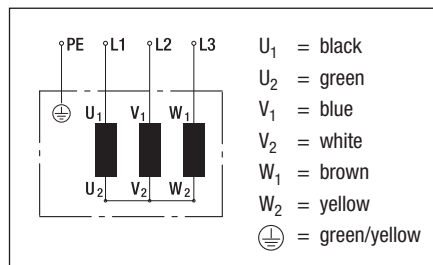 PE L1 L2 L3
U₁ V₁ W₁
U₂ V₂ W₂
U₁ = black
U₂ = green
V₁ = blue
V₂ = white
W₁ = brown
W₂ = yellow
⏚ = green/yellow